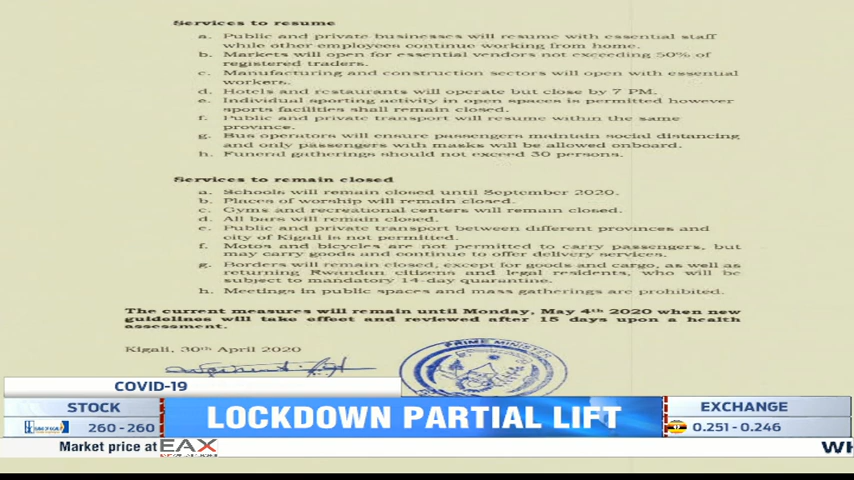 Services to resume
a. Public and private businesses will resume with essential staff
while other employees continue working from home.
b. Markets will open for essential vendors not exceeding 50% of
registered traders.
c. Manufacturing and construction sectors will open with essential
workers.
d. Hotels and restaurants will operate but close by 7 PM.
e. Individual sporting activity in open spaces is permitted however
sports facilities shall remain closed.
f. Public and private transport will resume within the same
province.
g. Bus operators will ensure passengers maintain social distancing
and only passengers with masks will be allowed onboard.
h. Funeral gatherings should not exceed 30 persons.
Services to remain closed
a. Schools will remain closed until September 2020.
b. Places of worship will remain closed.
c. Gyms and recreational centers will remain closed.
d. All bars will remain closed.
e. Public and private transport between different provinces and
city of Kigali is not permitted.
f. Motos and bicycles are not permitted to carry passengers, but
may carry goods and continue to offer delivery services.
g. Borders will remain closed, except for goods and cargo, as well as
returning Rwandan citizens and legal residents, who will be
subject to mandatory 14-day quarantine.
h. Meetings in public spaces and mass gatherings are prohibited.
The current measures will remain until Monday, May 4th 2020 when new
guidelines will take effect and reviewed after 15 days upon a health
assessment.
Kigali, 30th April 2020
PRIME MINISTER
COVID-19
STOCK
260 - 260
LOCKDOWN PARTIAL LIFT
EXCHANGE
0.251 - 0.246
Market price at EAX
WH